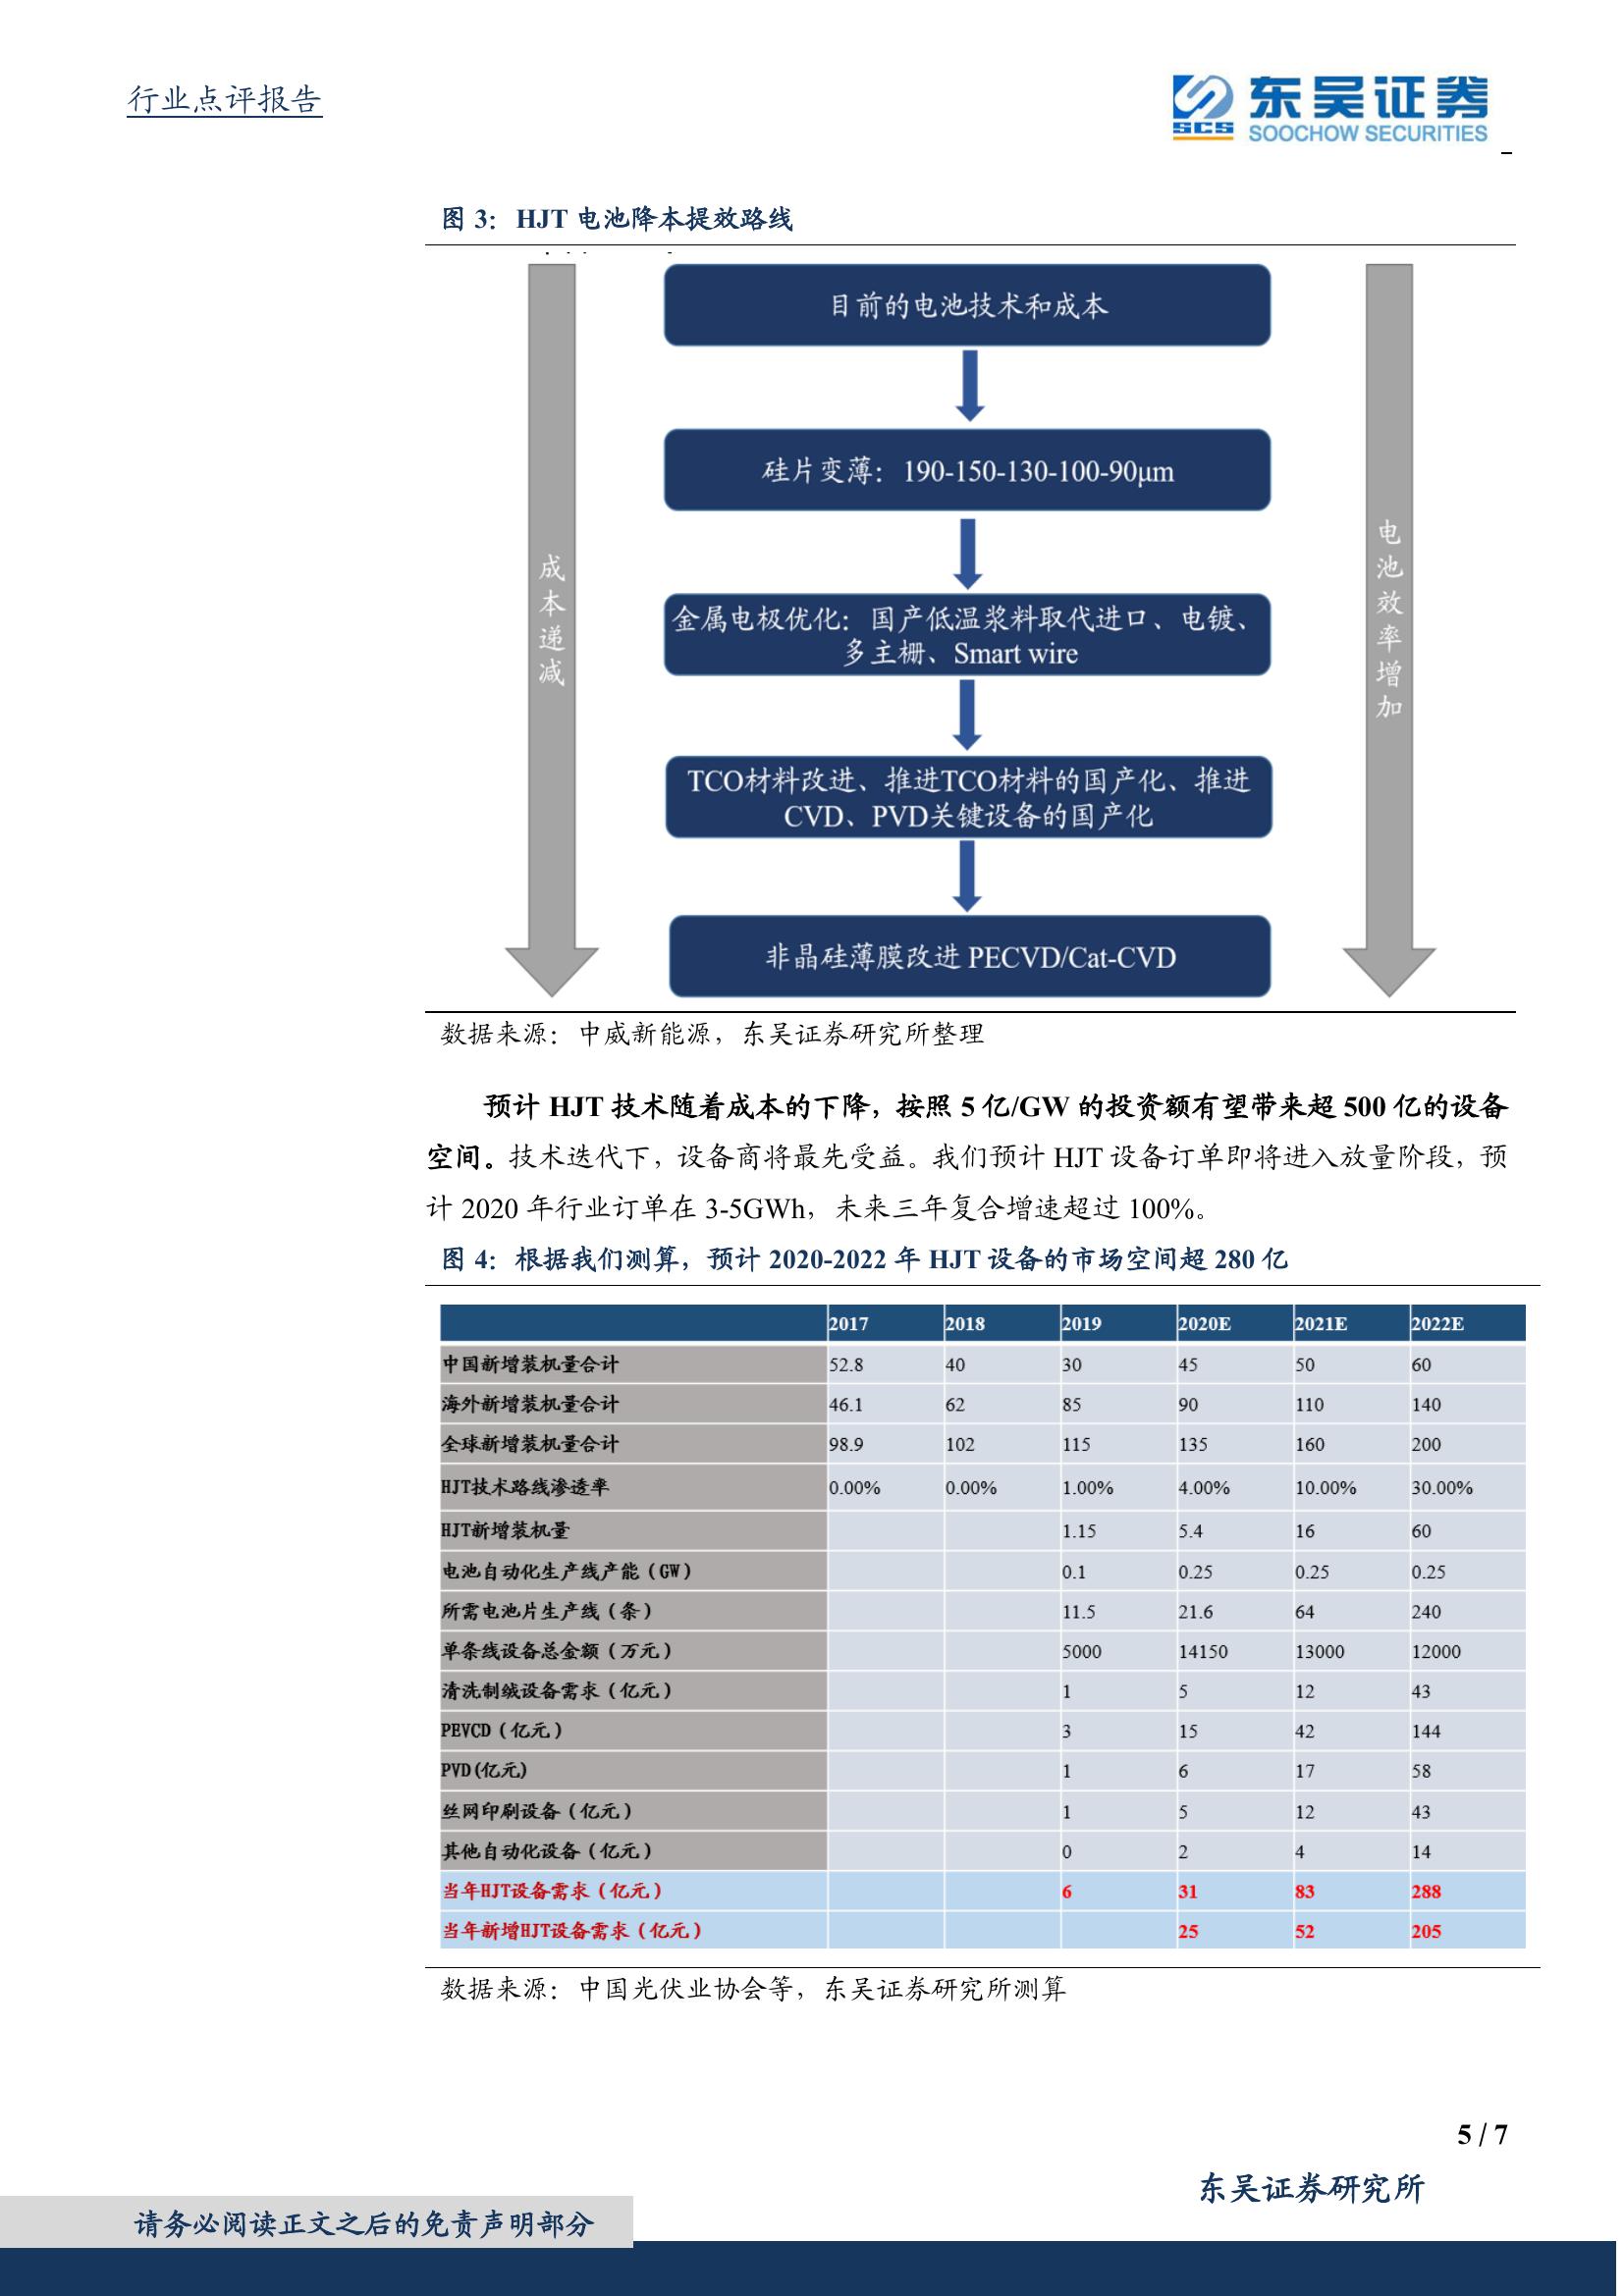 行业点评报告
东吴证券
SCS
SOOCHOW SECURITIES
图 3：HJT 电池降本提效路线
目前的电池技术和成本
硅片变薄：190-150-130-100-90μm
金属电极优化：国产低温浆料取代进口、电镀、
多主栅、Smart wire
TCO材料改进、推进TCO材料的国产化、推进
CVD、PVD关键设备的国产化
非晶硅薄膜改进 PECVD/Cat-CVD
成本递减
电池效率增加
数据来源：中威新能源，东吴证券研究所整理
预计 HJT 技术随着成本的下降，按照 5 亿/GW 的投资额有望带来超 500 亿的设备
空间。技术迭代下，设备商将最先受益。我们预计 HJT 设备订单即将进入放量阶段，预
计 2020 年行业订单在 3-5GWh，未来三年复合增速超过 100%。
图 4：根据我们测算，预计 2020-2022 年 HJT 设备的市场空间超 280 亿
2017 2018 2019 2020E 2021E 2022E
中国新增装机量合计 52.8 40 30 45 50 60
海外新增装机量合计 46.1 62 85 90 110 140
全球新增装机量合计 98.9 102 115 135 160 200
HJT技术路线渗透率 0.00% 0.00% 1.00% 4.00% 10.00% 30.00%
HJT新增装机量 1.15 5.4 16 60
电池自动化生产线产能（GW） 0.1 0.25 0.25 0.25
所需电池片生产线（条） 11.5 21.6 64 240
单条线设备总金额（万元） 5000 14150 13000 12000
清洗制绒设备需求（亿元） 1 5 12 43
PEVCD（亿元） 3 15 42 144
PVD(亿元) 1 6 17 58
丝网印刷设备（亿元） 1 5 12 43
其他自动化设备（亿元） 0 2 4 14
当年HJT设备需求（亿元） 6 31 83 288
当年新增HJT设备需求（亿元） 25 52 205
数据来源：中国光伏业协会等，东吴证券研究所测算
5 / 7
东吴证券研究所
请务必阅读正文之后的免责声明部分